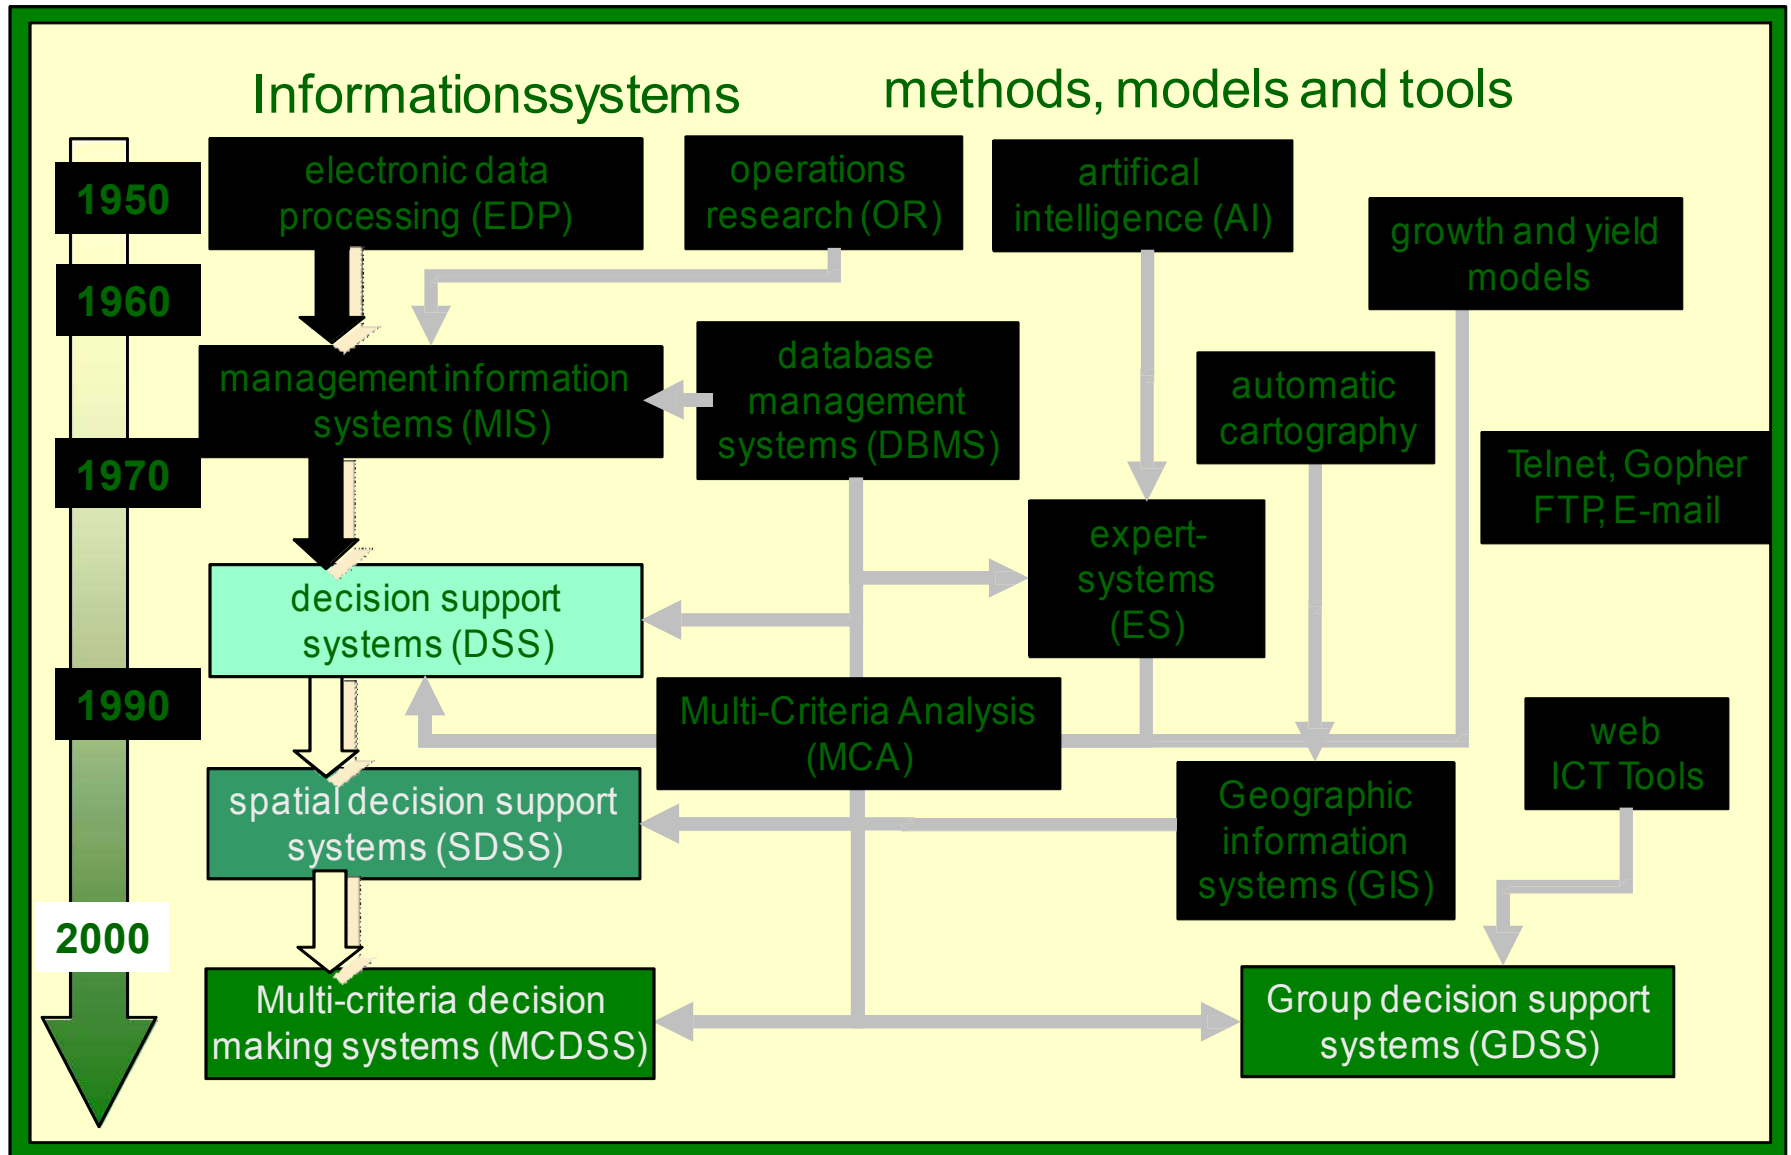 Informationssystems
methods, models and tools
1950
1960
1970
1990
2000
electronic data
processing (EDP)
operations
research (OR)
artifical
intelligence (AI)
growth and yield
models
management information
systems (MIS)
database
management
systems (DBMS)
automatic
cartography
Telnet, Gopher
FTP, E-mail
expert-
systems
(ES)
decision support
systems (DSS)
Multi-Criteria Analysis
(MCA)
web
ICT Tools
spatial decision support
systems (SDSS)
Geographic
information
systems (GIS)
Multi-criteria decision
making systems (MCDSS)
Group decision support
systems (GDSS)